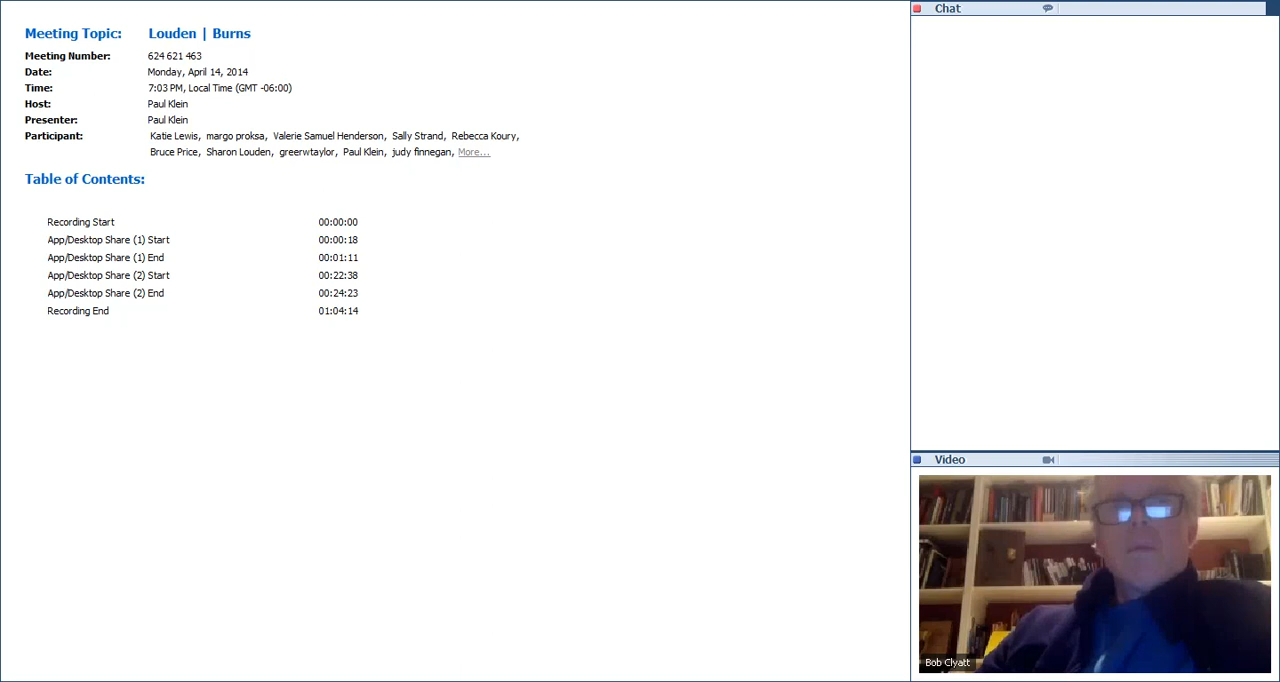 Meeting Topic: Louden | Burns
Meeting Number: 624 621 463
Date: Monday, April 14, 2014
Time: 7:03 PM, Local Time (GMT -06:00)
Host: Paul Klein
Presenter: Paul Klein
Participant: Katie Lewis, margo proksa, Valerie Samuel Henderson, Sally Strand, Rebecca Koury,
Bruce Price, Sharon Louden, greerwtaylor, Paul Klein, judy finnegan, More...
Table of Contents:
Recording Start 00:00:00
App/Desktop Share (1) Start 00:00:18
App/Desktop Share (1) End 00:01:11
App/Desktop Share (2) Start 00:22:38
App/Desktop Share (2) End 00:24:23
Recording End 01:04:14
Chat
Video
Bob Clyatt